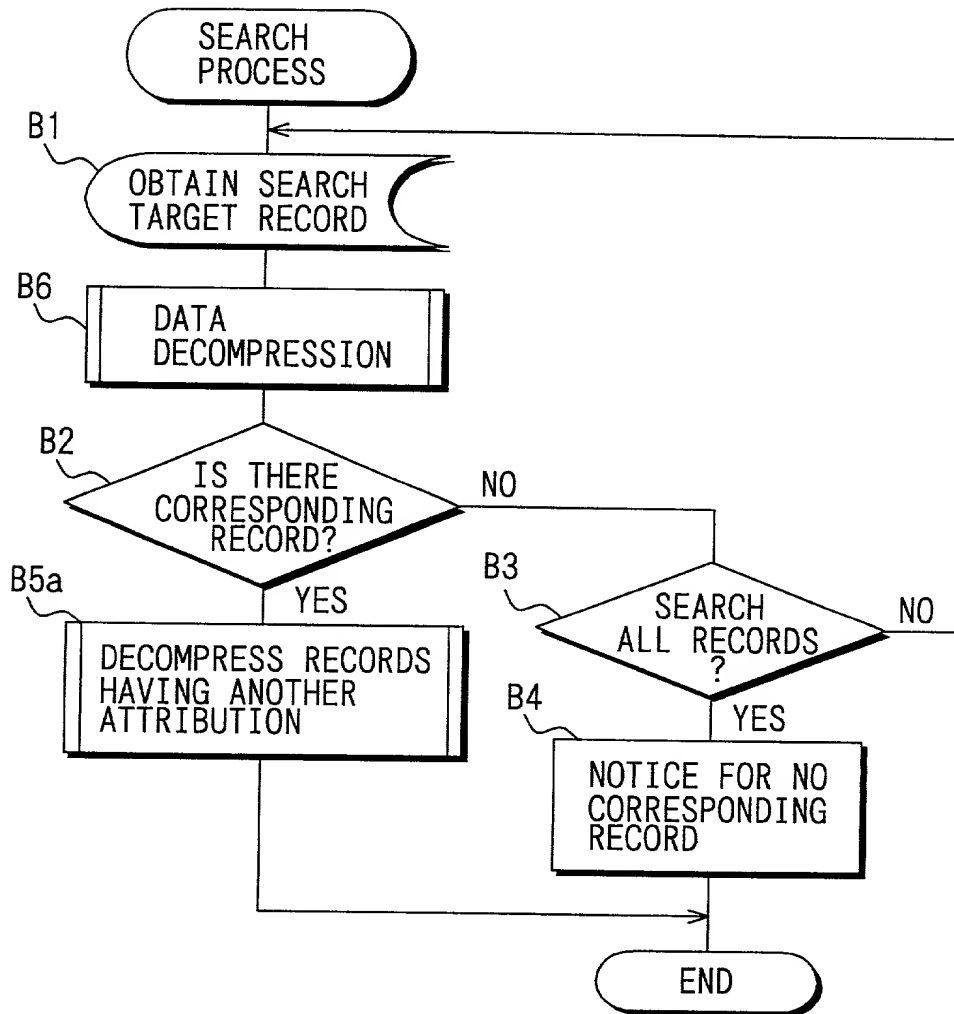 SEARCH
PROCESS
B1
OBTAIN SEARCH
TARGET RECORD
B6
DATA
DECOMPRESSION
B2
IS THERE
CORRESPONDING
RECORD?
NO
YES
B5a
DECOMPRESS RECORDS
HAVING ANOTHER
ATTRIBUTION
B3
SEARCH
ALL RECORDS
?
NO
YES
B4
NOTICE FOR NO
CORRESPONDING
RECORD
END